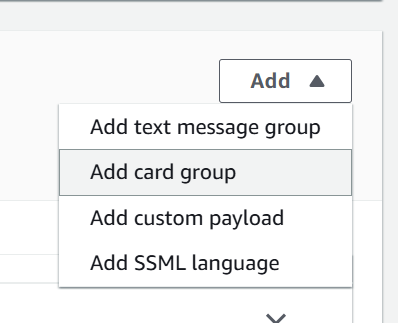 Add
Add text message group
Add card group
Add custom payload
Add SSML language